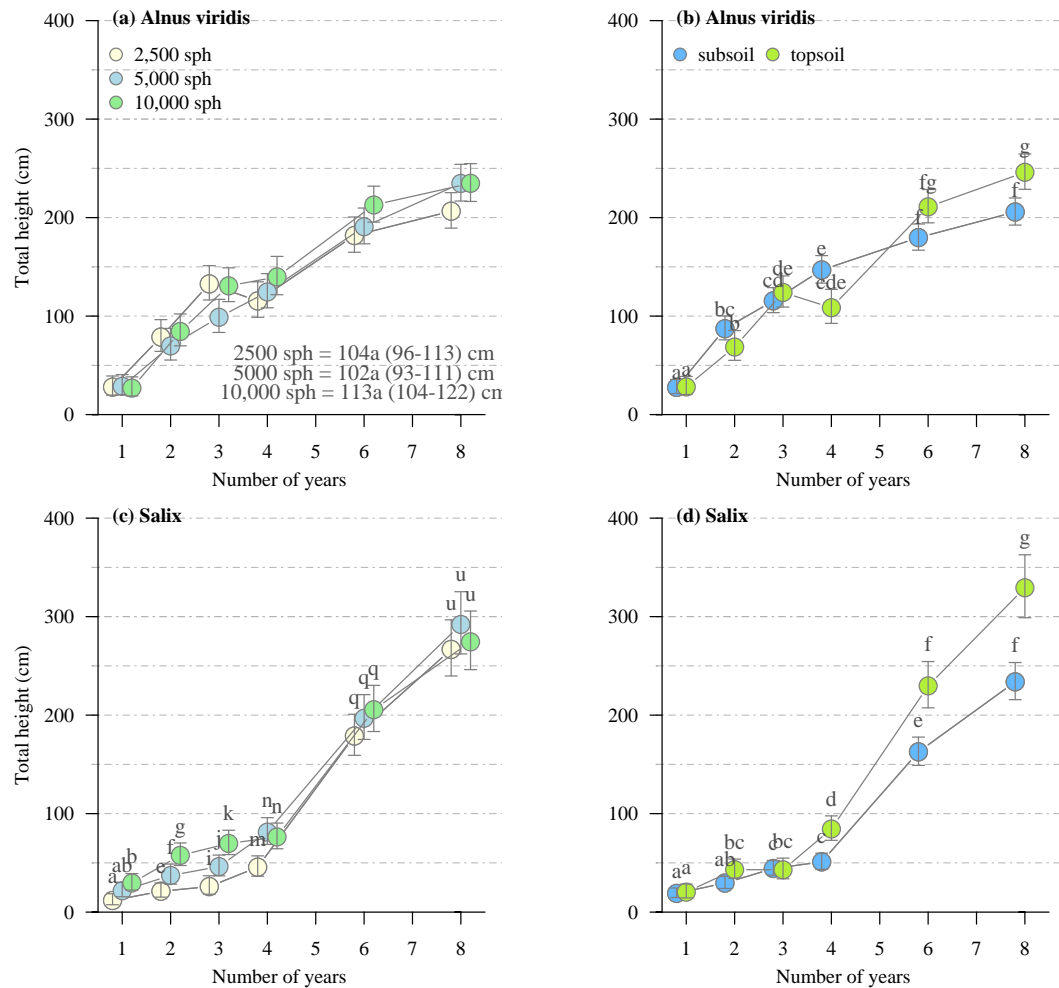 (a) Alnus viridis
2,500 sph
5,000 sph
10,000 sph
2500 sph = 104a (96-113) cm
5000 sph = 102a (93-111) cm
10,000 sph = 113a (104-122) cm
400
300
200
100
0
Total height (cm)
1 2 3 4 5 6 7 8
Number of years
(b) Alnus viridis
subsoil topsoil
a a bc b cd de e cde f fg f g
400
300
200
100
0
1 2 3 4 5 6 7 8
Number of years
(c) Salix
a ab b e f g i j k m n n q q q u u u
400
300
200
100
0
Total height (cm)
1 2 3 4 5 6 7 8
Number of years
(d) Salix
a a ab bc c bc c d e f f g
400
300
200
100
0
1 2 3 4 5 6 7 8
Number of years